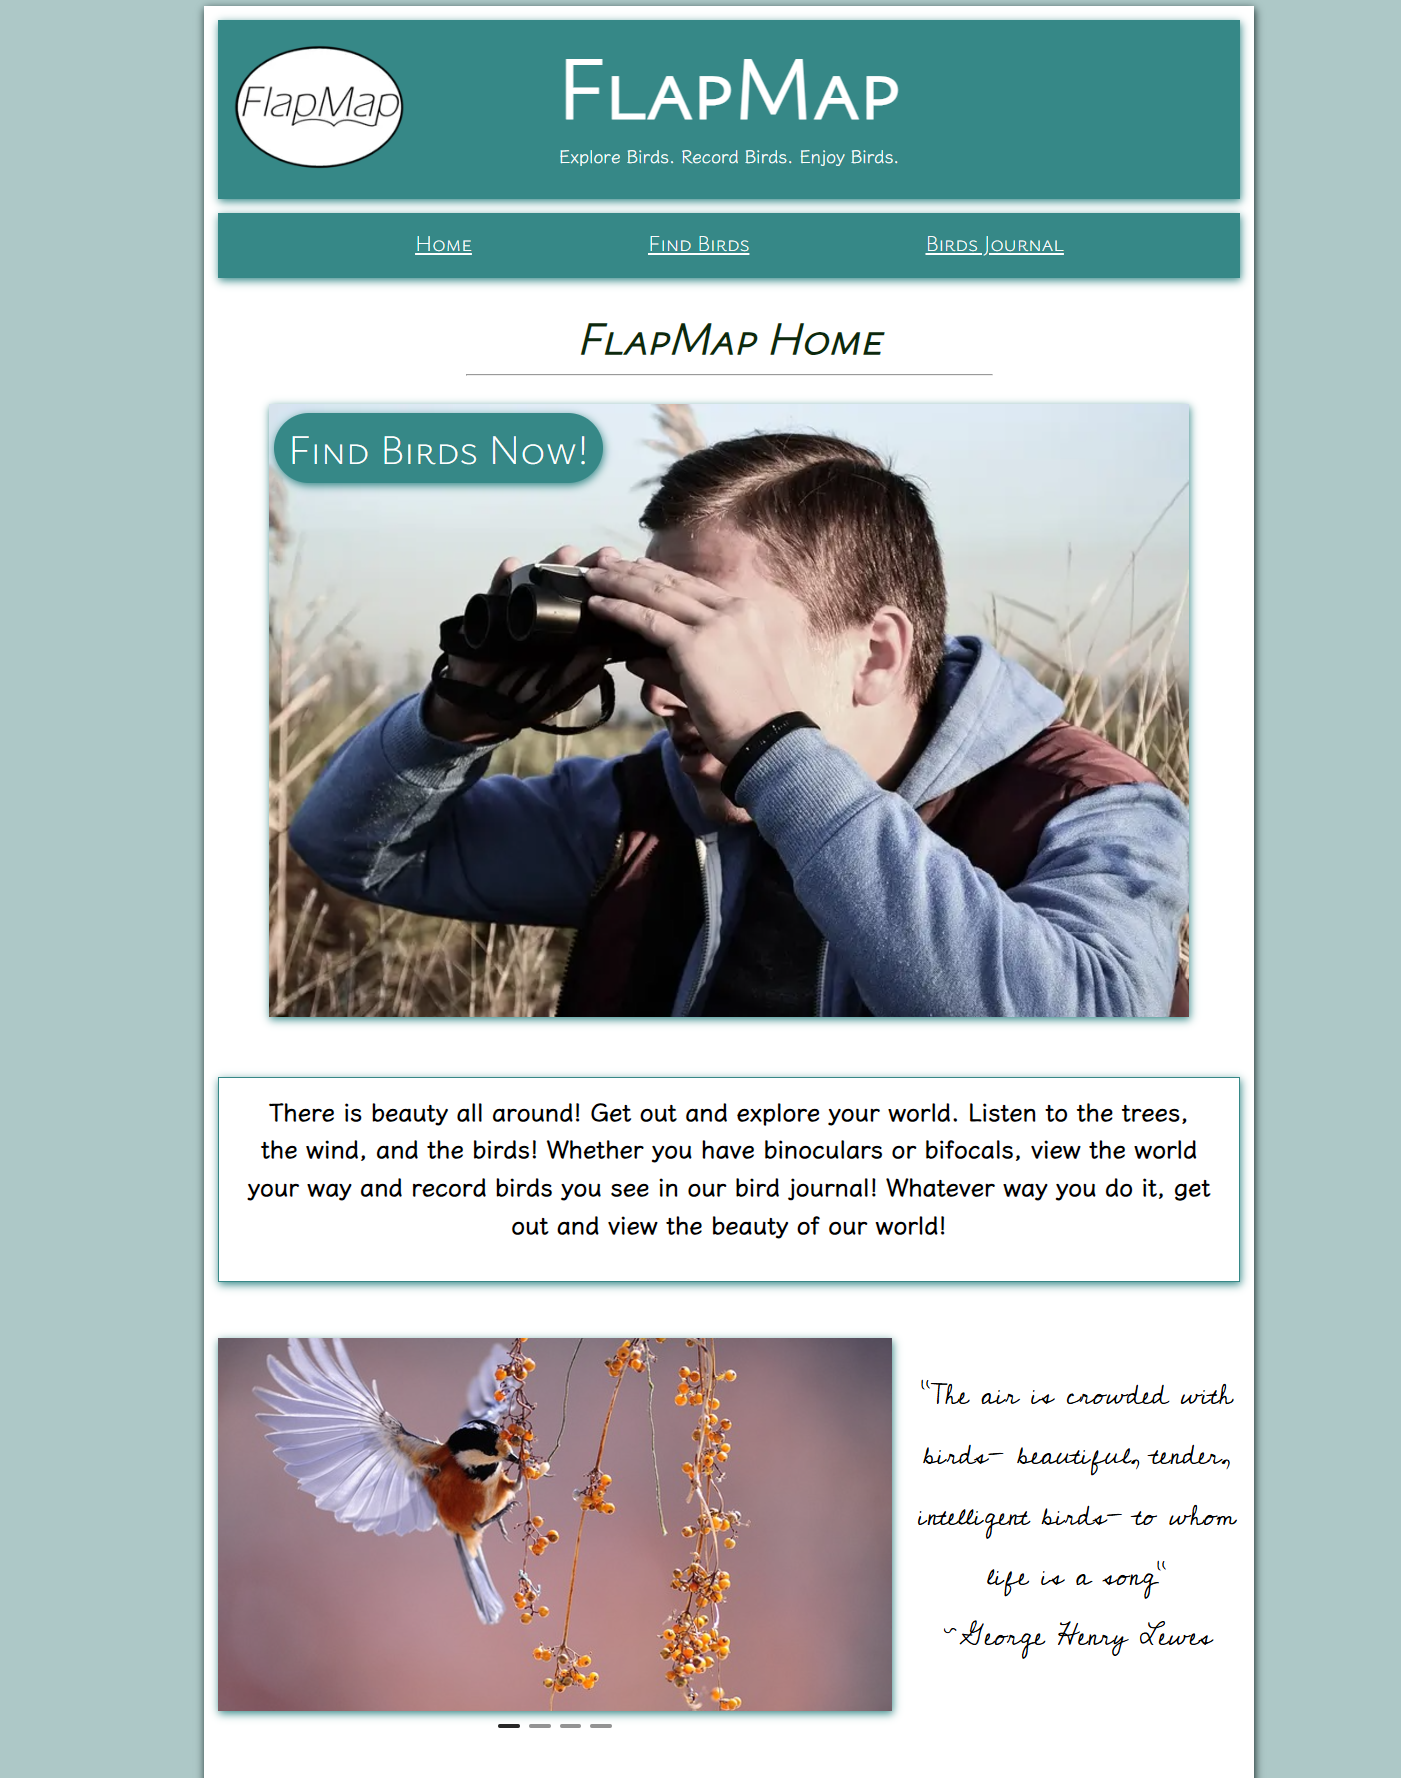 FlapMap
FlapMap
Explore Birds. Record Birds. Enjoy Birds.
Home Find Birds Birds Journal
FlapMap Home
Find Birds Now!
There is beauty all around! Get out and explore your world. Listen to the trees,
the wind, and the birds! Whether you have binoculars or bifocals, view the world
your way and record birds you see in our bird journal! Whatever way you do it, get
out and view the beauty of our world!
"The air is crowded with
birds- beautiful, tender,
intelligent birds- to whom
life is a song"
~George Henry Lewes